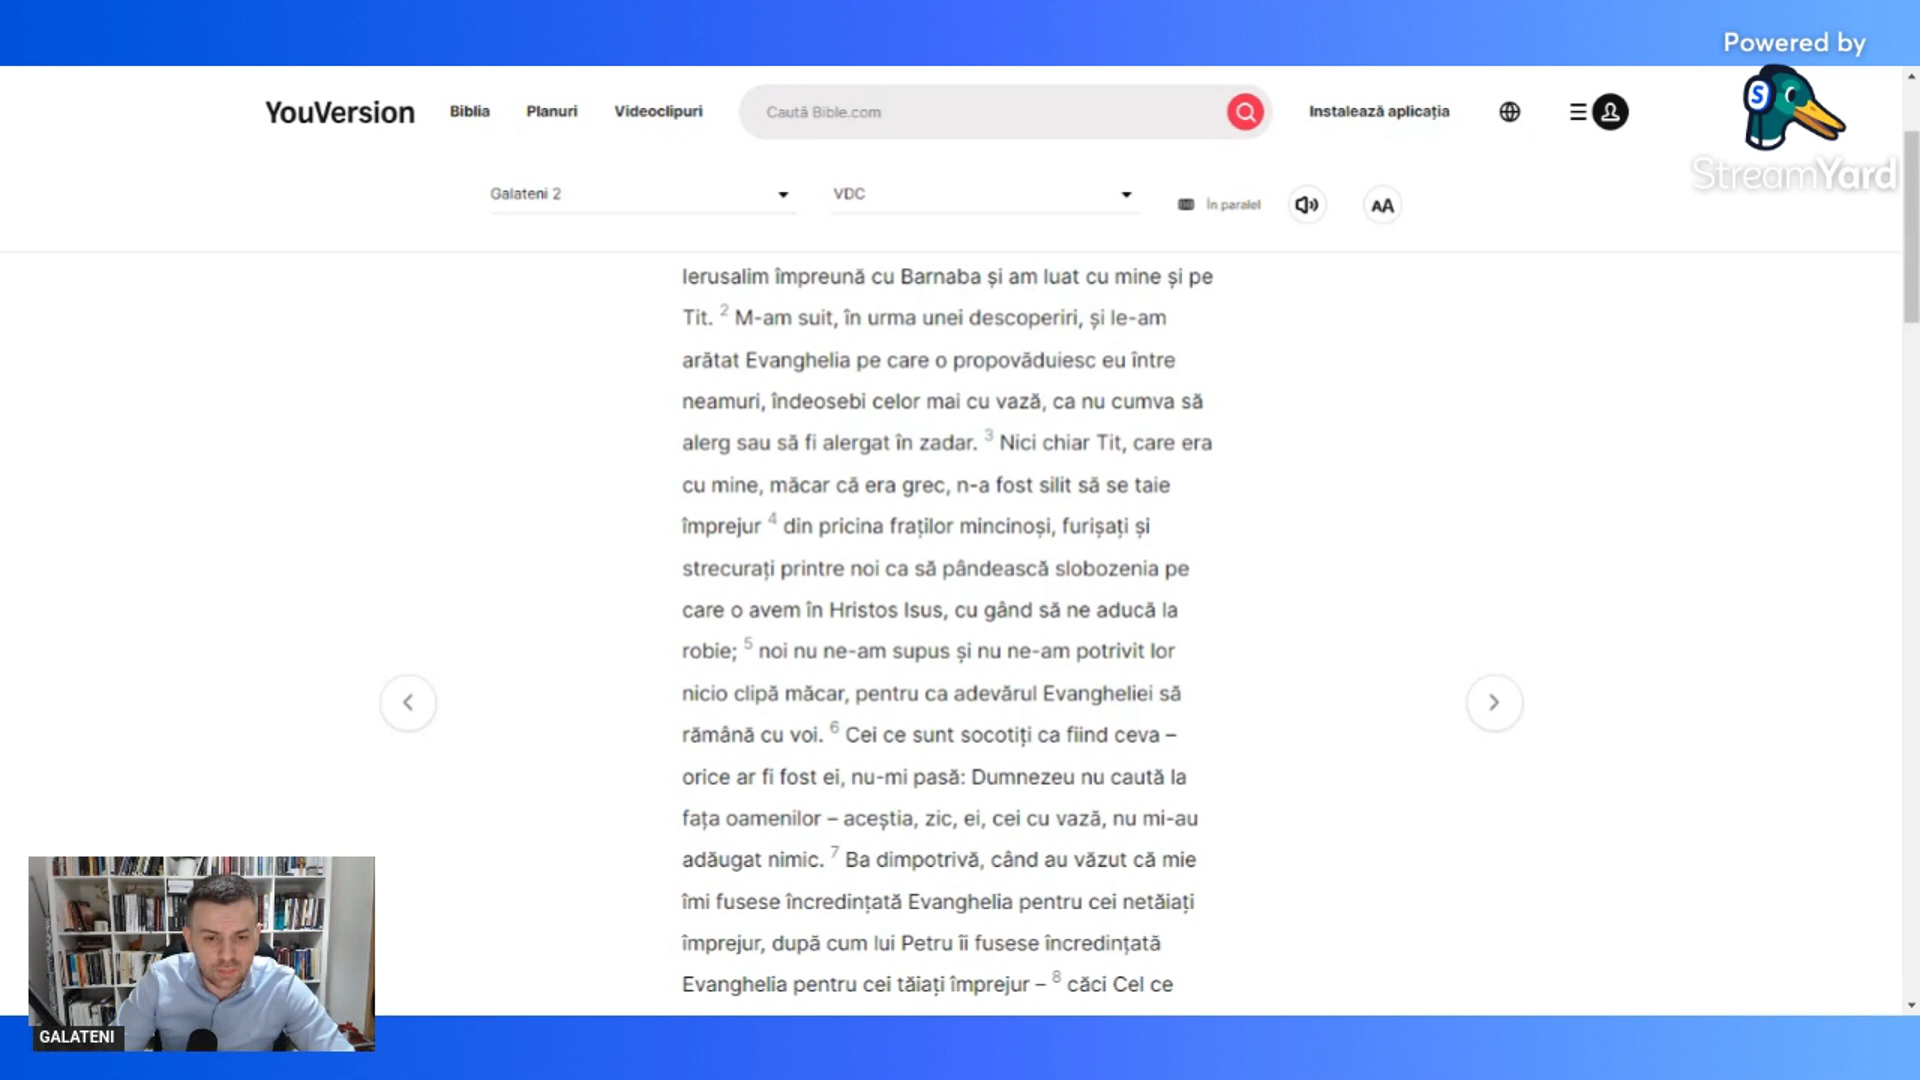 Powered by
StreamYard
YouVersion Biblia Planuri Videoclipuri Caută Bible.com Instalează aplicația
Galateni 2 VDC În paralel AA
Ierusalim împreună cu Barnaba și am luat cu mine și pe
Tit. 2 M-am suit, în urma unei descoperiri, și le-am
arătat Evanghelia pe care o propovăduiesc eu între
neamuri, îndeosebi celor mai cu vază, ca nu cumva să
alerg sau să fi alergat în zadar. 3 Nici chiar Tit, care era
cu mine, măcar că era grec, n-a fost silit să se taie
împrejur 4 din pricina fraților mincinoși, furișați și
strecurați printre noi ca să pândească slobozenia pe
care o avem în Hristos Isus, cu gând să ne aducă la
robie; 5 noi nu ne-am supus și nu ne-am potrivit lor
nicio clipă măcar, pentru ca adevărul Evangheliei să
rămână cu voi. 6 Cei ce sunt socotiți ca fiind ceva –
orice ar fi fost ei, nu-mi pasă: Dumnezeu nu caută la
fața oamenilor – aceștia, zic, ei, cei cu vază, nu mi-au
adăugat nimic. 7 Ba dimpotrivă, când au văzut că mie
îmi fusese încredințată Evanghelia pentru cei netăiați
împrejur, după cum lui Petru îi fusese încredințată
Evanghelia pentru cei tăiați împrejur – 8 căci Cel ce
GALATENI